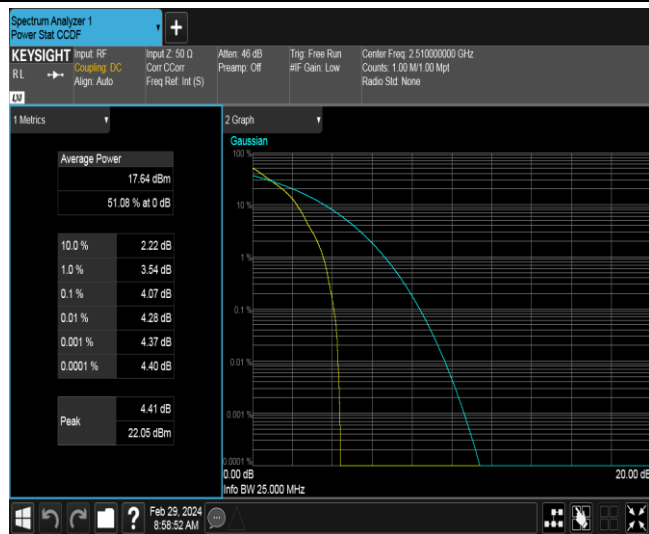 Spectrum Analyzer 1
Power Stat CCDF
+
KEYSIGHT
RL
LXI
Input: RF
Coupling: DC
Align: Auto
Input Z: 50 Ω
Corr CCorr
Freq Ref: Int (S)
Atten: 46 dB
Preamp: Off
Trig: Free Run
#IF Gain: Low
Center Freq: 2.510000000 GHz
Counts: 1.00 M/1.00 Mpt
Radio Std: None
1 Metrics
Average Power
17.64 dBm
51.08 % at 0 dB
10.0 % 2.22 dB
1.0 % 3.54 dB
0.1 % 4.07 dB
0.01 % 4.28 dB
0.001 % 4.37 dB
0.0001 % 4.40 dB
Peak 4.41 dB
22.05 dBm
2 Graph
Gaussian
100 %
10 %
1 %
0.1 %
0.01 %
0.001 %
0.0001 %
0.00 dB 20.00 dB
Info BW 25.000 MHz
?
Feb 29, 2024
8:58:52 AM